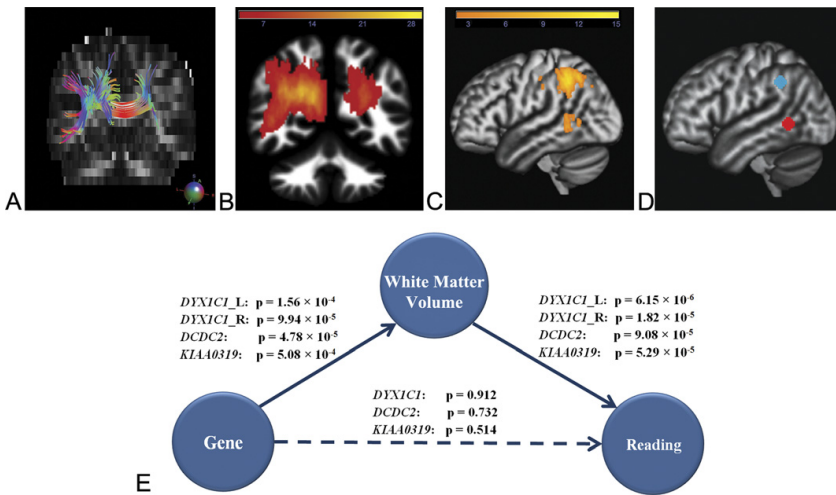 7 14 21 28
3 6 9 12 15
A
B
C
D
White Matter
Volume
DYX1C1_L: p = 1.56 × 10-4
DYX1C1_R: p = 9.94 × 10-5
DCDC2: p = 4.78 × 10-5
KIAA0319: p = 5.08 × 10-4
DYX1C1_L: p = 6.15 × 10-6
DYX1C1_R: p = 1.82 × 10-5
DCDC2: p = 9.08 × 10-5
KIAA0319: p = 5.29 × 10-5
DYX1C1: p = 0.912
DCDC2: p = 0.732
KIAA0319: p = 0.514
Gene
Reading
E